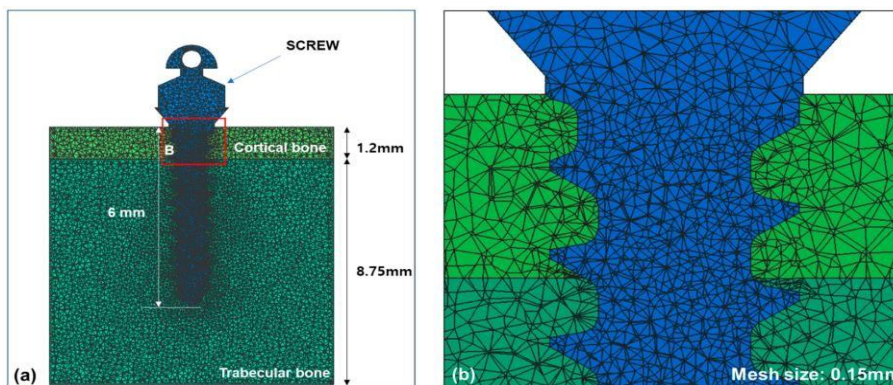 SCREW
B
Cortical bone
1.2mm
6 mm
8.75mm
(a)
Trabecular bone
(b)
Mesh size: 0.15mm